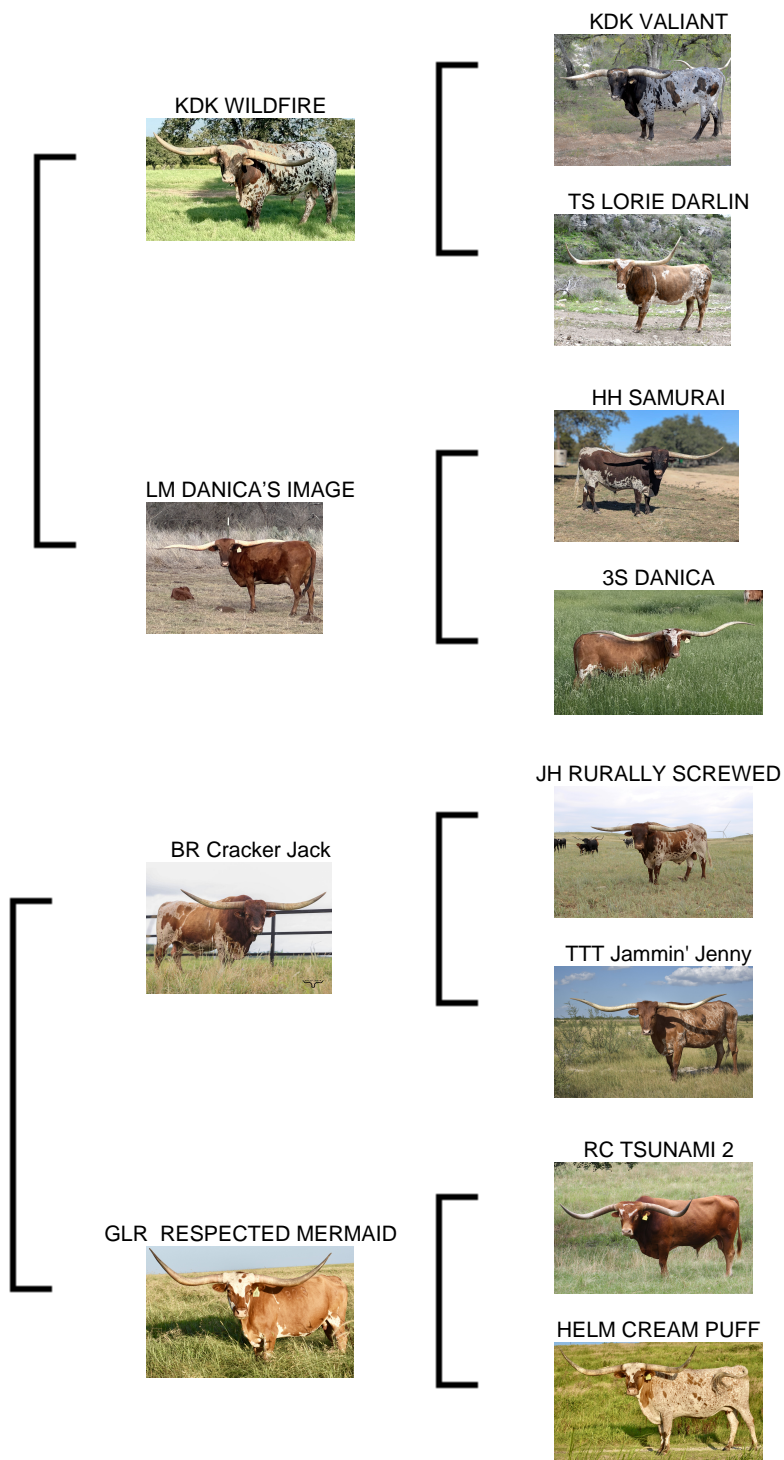 KDK VALIANT
KDK WILDFIRE
TS LORIE DARLIN
HH SAMURAI
LM DANICA'S IMAGE
3S DANICA
JH RURALLY SCREWED
BR Cracker Jack
TTT Jammin' Jenny
RC TSUNAMI 2
GLR  RESPECTED MERMAID
HELM CREAM PUFF